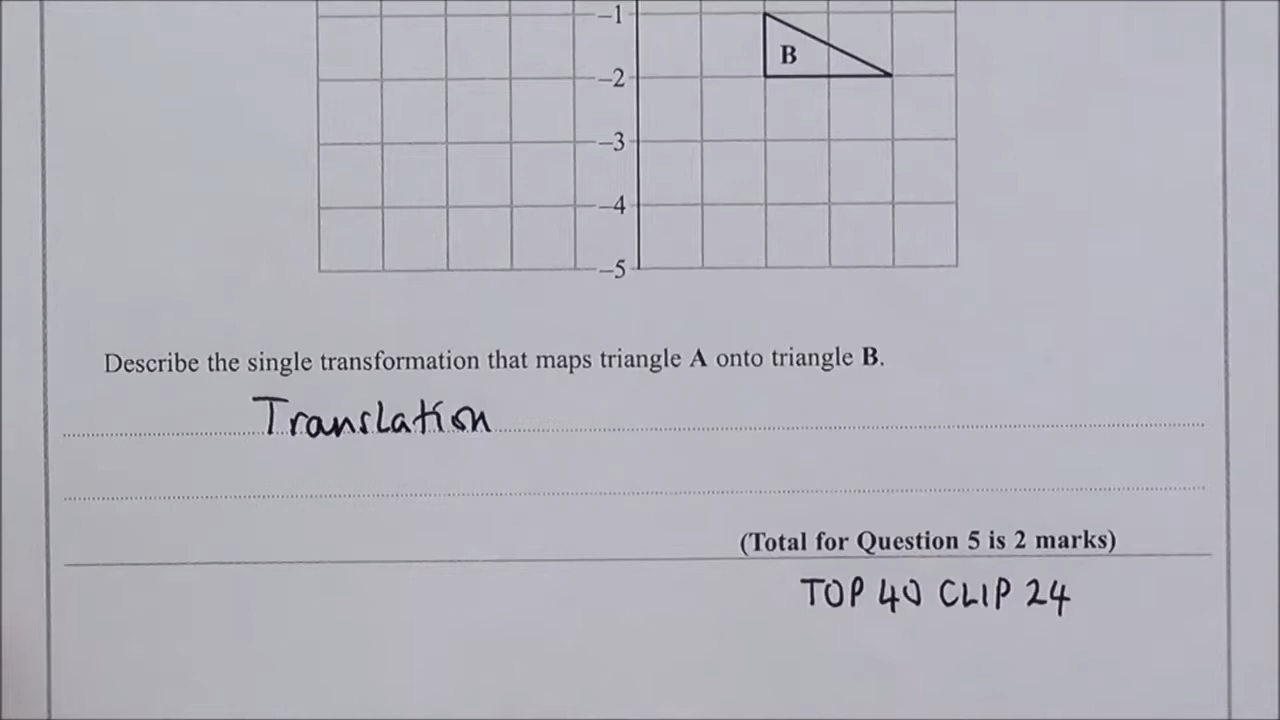 –1
B
–2
–3
–4
–5
Describe the single transformation that maps triangle A onto triangle B.
Translation
(Total for Question 5 is 2 marks)
TOP 40 CLIP 24